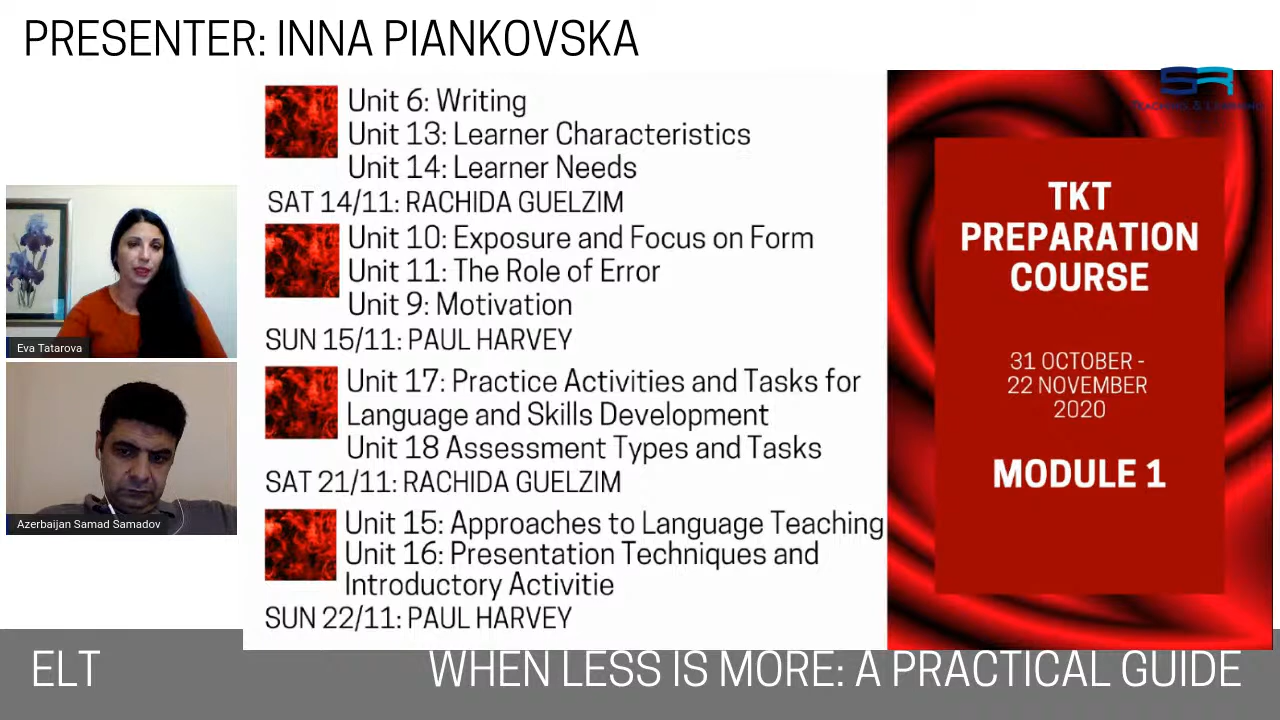 PRESENTER: INNA PIANKOVSKA
Unit 6: Writing
Unit 13: Learner Characteristics
Unit 14: Learner Needs
SAT 14/11: RACHIDA GUELZIM
Unit 10: Exposure and Focus on Form
Unit 11: The Role of Error
Unit 9: Motivation
SUN 15/11: PAUL HARVEY
Unit 17: Practice Activities and Tasks for
Language and Skills Development
Unit 18 Assessment Types and Tasks
SAT 21/11: RACHIDA GUELZIM
Unit 15: Approaches to Language Teaching
Unit 16: Presentation Techniques and
Introductory Activitie
SUN 22/11: PAUL HARVEY
SR
TEACHING & LEARNING
TKT
PREPARATION
COURSE
31 OCTOBER -
22 NOVEMBER
2020
MODULE 1
Eva Tatarova
Azerbaijan Samad Samadov
ELT
WHEN LESS IS MORE: A PRACTICAL GUIDE